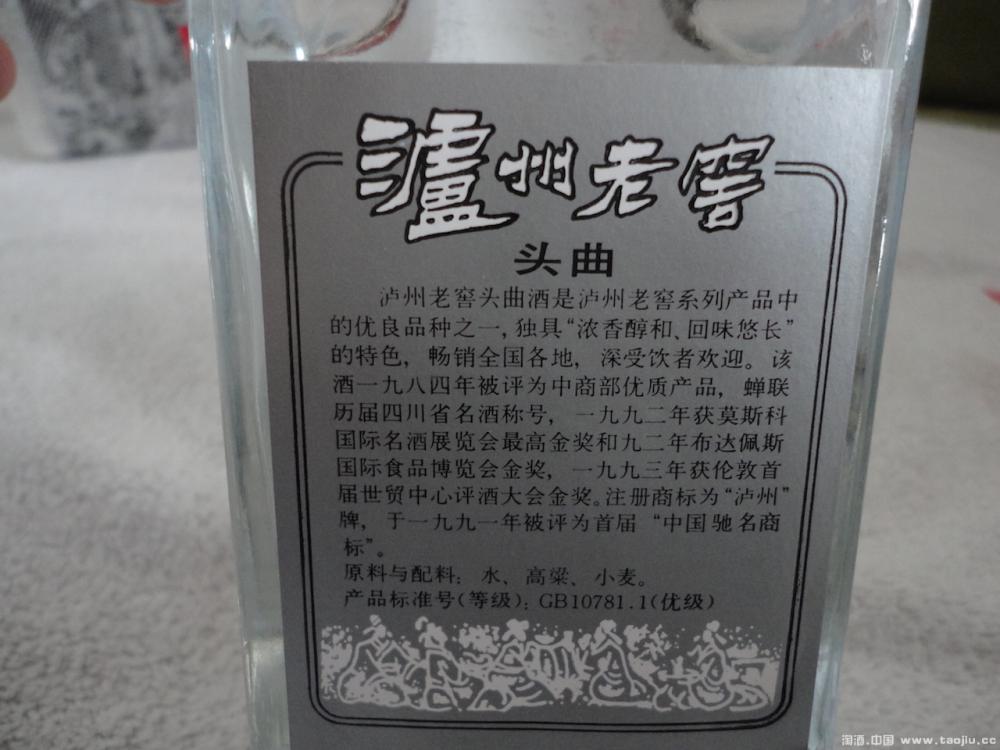 泸州老窖
头曲
泸州老窖头曲酒是泸州老窖系列产品中
的优良品种之一,独具“浓香醇和、回味悠长”
的特色，畅销全国各地，深受饮者欢迎。该
酒一九八四年被评为中商部优质产品，蝉联
历届四川省名酒称号，一九九二年获莫斯科
国际名酒展览会最高金奖和九二年布达佩斯
国际食品博览会金奖，一九九三年获伦敦首
届世贸中心评酒大会金奖。注册商标为“泸州”
牌，于一九九一年被评为首届“中国驰名商
标”。
原料与配料：水、高粱、小麦。
产品标准号(等级)：GB10781.1(优级)
淘酒.中国 www.taojiu.cc